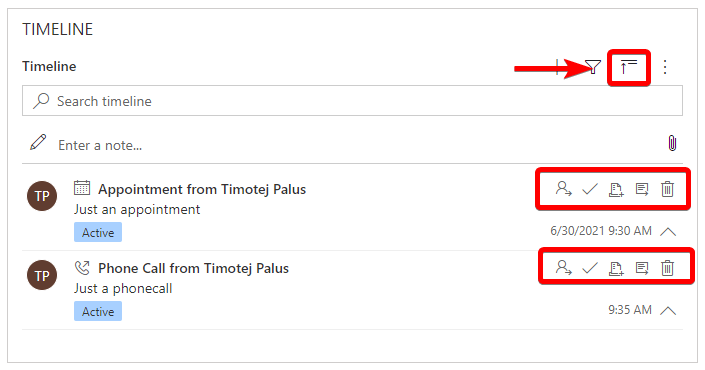 TIMELINE
Timeline
Search timeline
Enter a note...
TP
Appointment from Timotej Palus
Just an appointment
Active
6/30/2021 9:30 AM
TP
Phone Call from Timotej Palus
Just a phonecall
Active
9:35 AM